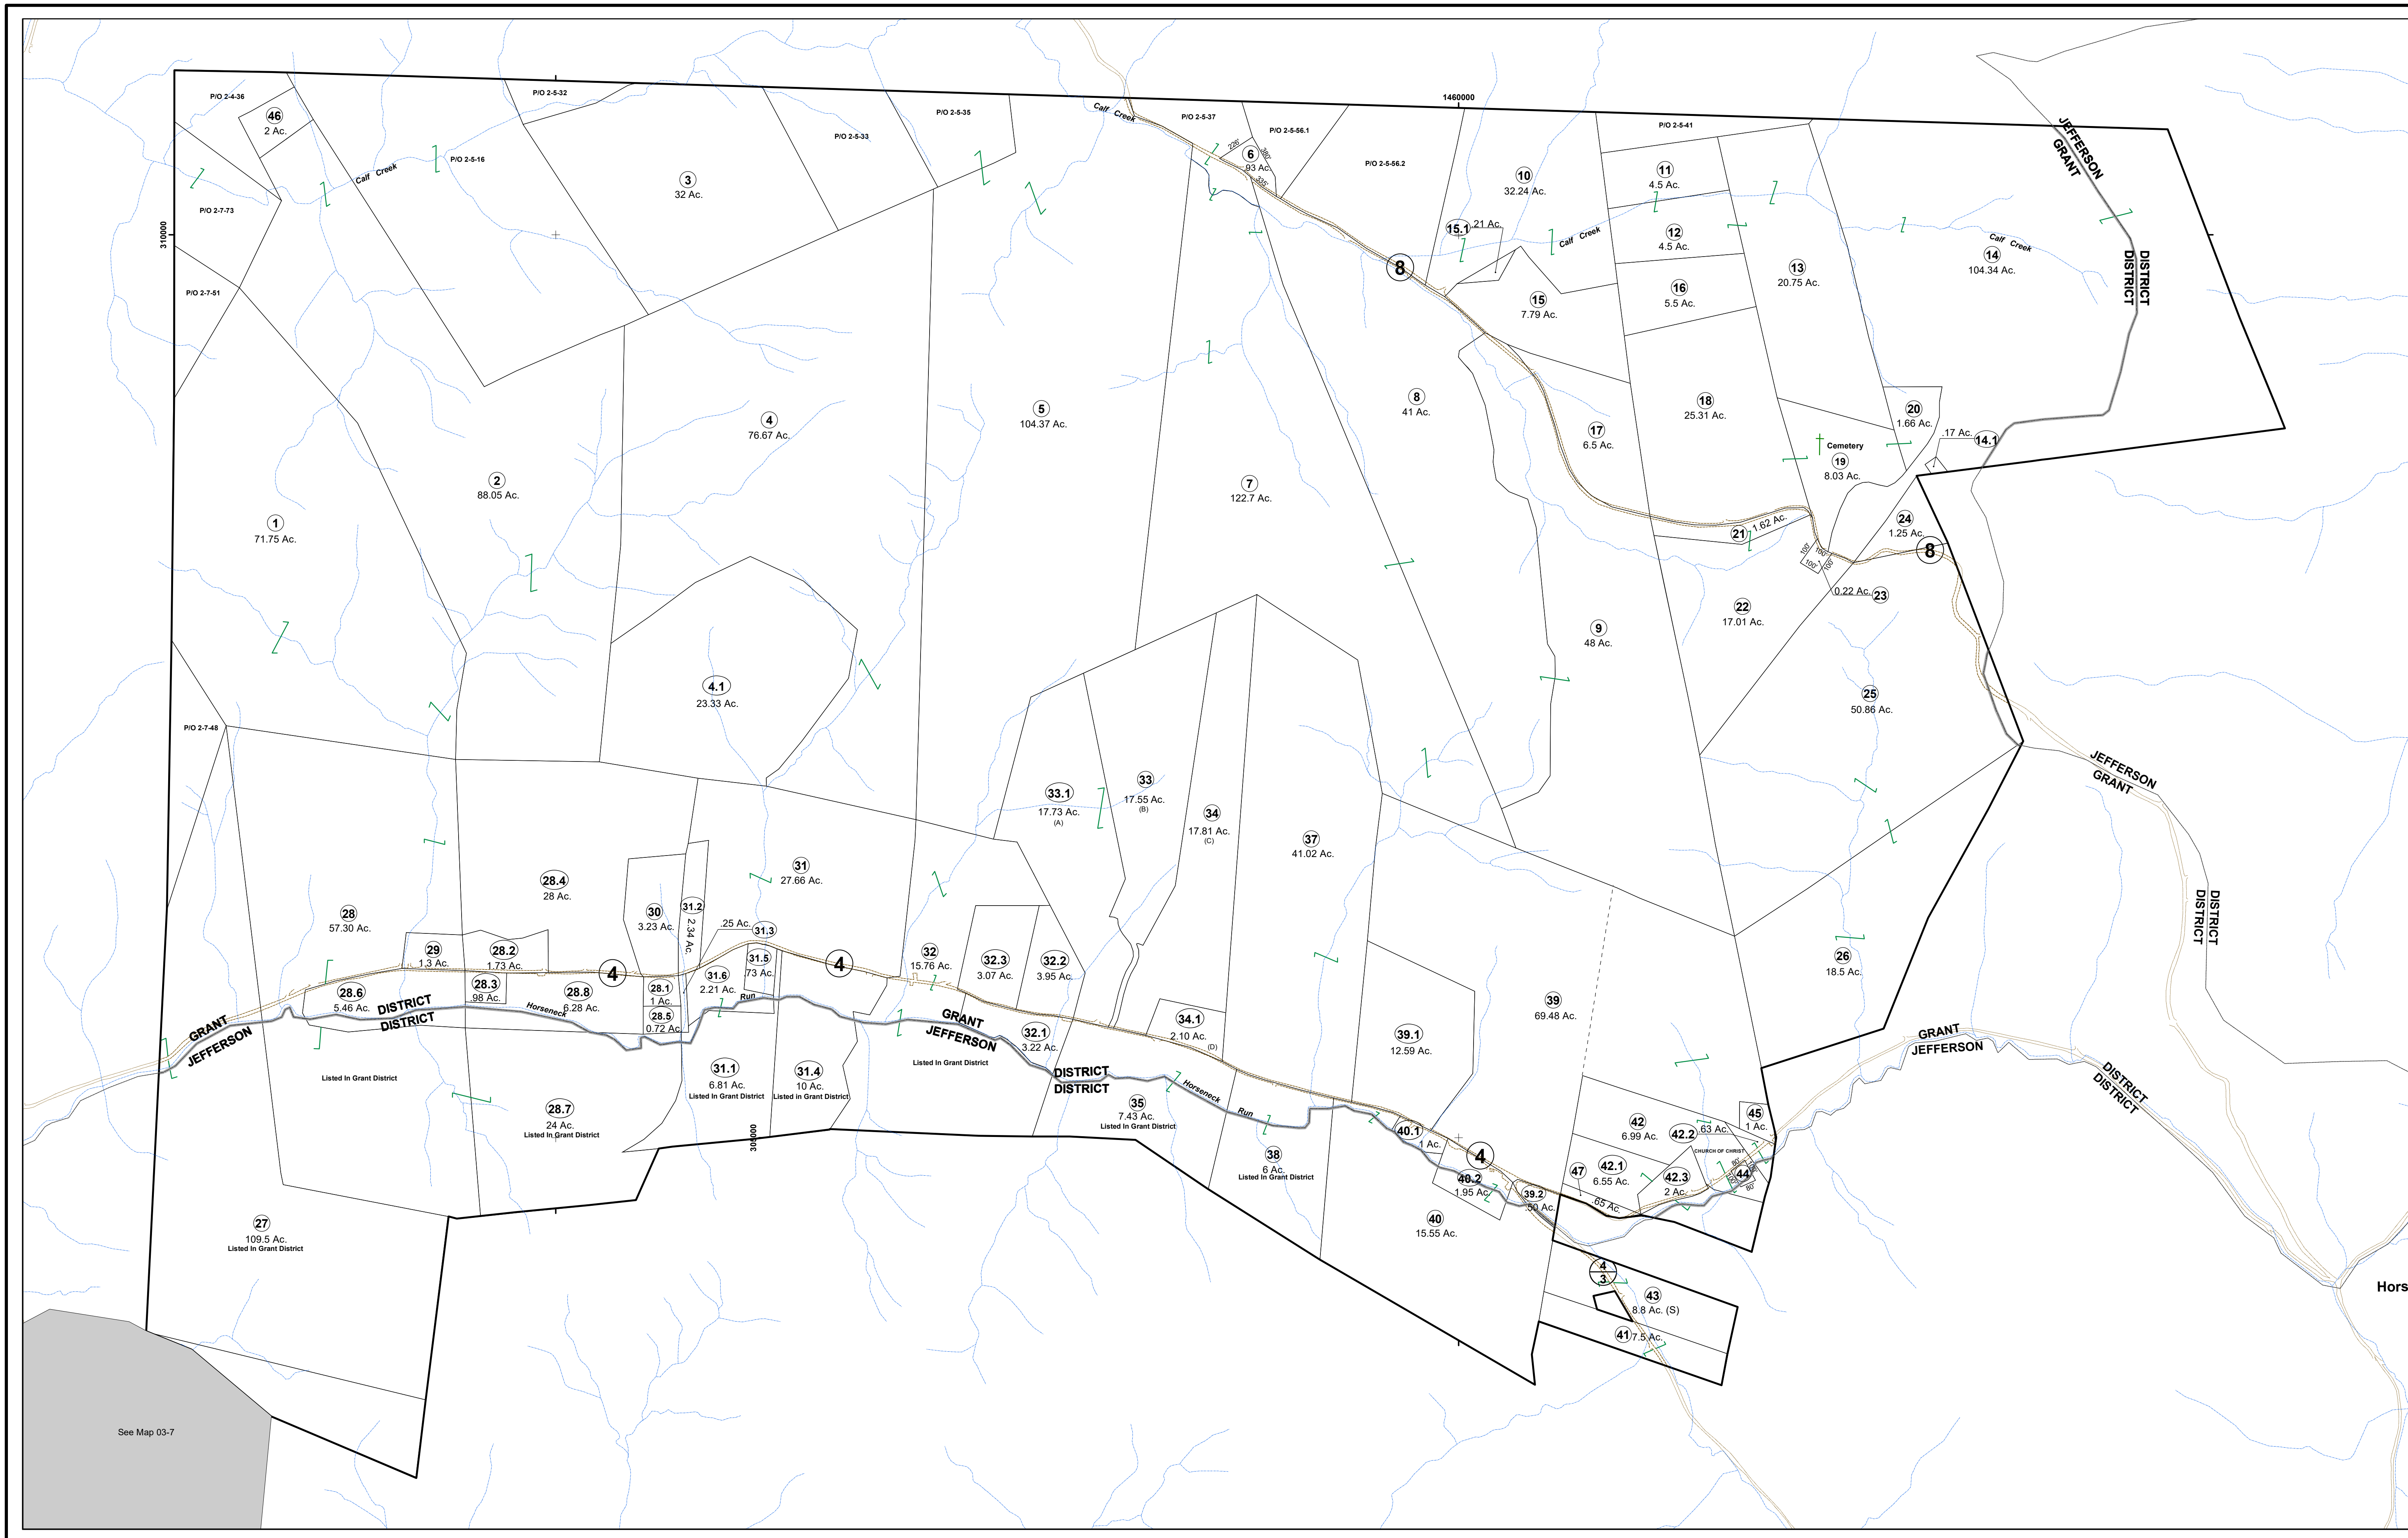 P/O 2-4-36
46
2 Ac.
P/O 2-5-32
P/O 2-5-16
Calf Creek
3
32 Ac.
P/O 2-5-33
P/O 2-5-35
Calf Creek
P/O 2-5-37
P/O 2-5-56.1
226'
6
.93 Ac.
380'
335'
1460000
P/O 2-5-56.2
P/O 2-5-41
10
32.24 Ac.
11
4.5 Ac.
JEFFERSON
GRANT
P/O 2-7-73
310000
15.1
.21 Ac.
Calf Creek
12
4.5 Ac.
8
13
20.75 Ac.
14
104.34 Ac.
Calf Creek
DISTRICT
DISTRICT
P/O 2-7-51
15
7.79 Ac.
16
5.5 Ac.
4
76.67 Ac.
5
104.37 Ac.
8
41 Ac.
17
6.5 Ac.
18
25.31 Ac.
20
1.66 Ac.
.17 Ac.
14.1
Cemetery
19
8.03 Ac.
2
88.05 Ac.
7
122.7 Ac.
1
71.75 Ac.
21
1.62 Ac.
24
1.25 Ac.
8
100'
100'
100'
100'
0.22 Ac.
23
22
17.01 Ac.
9
48 Ac.
4.1
23.33 Ac.
25
50.86 Ac.
P/O 2-7-48
JEFFERSON
GRANT
33.1
17.73 Ac.
(A)
33
17.55 Ac.
(B)
34
17.81 Ac.
(C)
37
41.02 Ac.
28
57.30 Ac.
28.4
28 Ac.
31
27.66 Ac.
30
3.23 Ac.
31.2
2.34 Ac.
.25 Ac.
31.3
DISTRICT
DISTRICT
29
1.3 Ac.
28.2
1.73 Ac.
4
31.5
.73 Ac.
4
32
15.76 Ac.
32.3
3.07 Ac.
32.2
3.95 Ac.
26
18.5 Ac.
28.6
5.46 Ac.
28.3
.98 Ac.
28.8
6.28 Ac.
28.1
1 Ac.
31.6
2.21 Ac.
Run
Horseneck
DISTRICT
DISTRICT
28.5
0.72 Ac.
GRANT
JEFFERSON
GRANT
JEFFERSON
32.1
3.22 Ac.
34.1
2.10 Ac.
(D)
39
69.48 Ac.
39.1
12.59 Ac.
GRANT
JEFFERSON
Listed In Grant District
Listed In Grant District
31.1
6.81 Ac.
Listed In Grant District
31.4
10 Ac.
Listed In Grant District
DISTRICT
DISTRICT
Horseneck
Run
DISTRICT
DISTRICT
28.7
24 Ac.
Listed In Grant District
305000
35
7.43 Ac.
Listed In Grant District
38
6 Ac.
Listed In Grant District
40.1
.1 Ac.
4
42
6.99 Ac.
42.2
.63 Ac.
45
1 Ac.
CHURCH OF CHRIST
40.2
1.95 Ac.
39.2
.50 Ac.
47
.65 Ac.
42.1
6.55 Ac.
42.3
2 Ac.
44
80'
80'
27
109.5 Ac.
Listed In Grant District
40
15.55 Ac.
4
3
43
8.8 Ac. (S)
41
7.5 Ac.
Hors
See Map 03-7